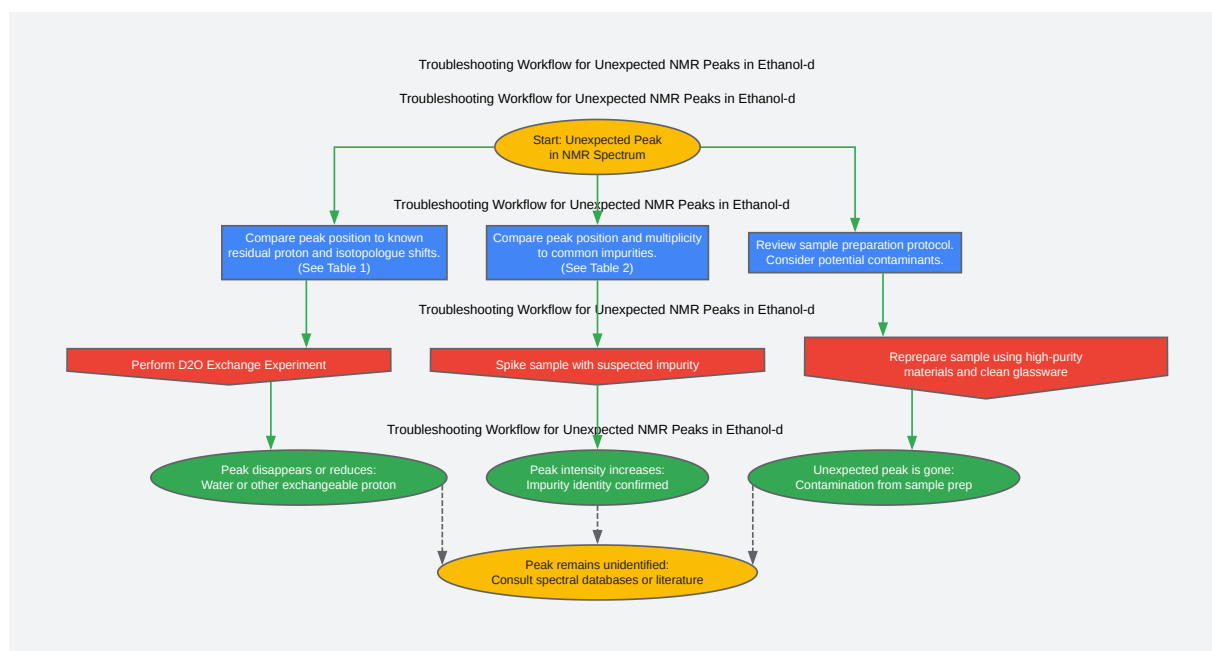 Troubleshooting Workflow for Unexpected NMR Peaks in Ethanol-d
Troubleshooting Workflow for Unexpected NMR Peaks in Ethanol-d
Start: Unexpected Peak
in NMR Spectrum
Troubleshooting Workflow for Unexpected NMR Peaks in Ethanol-d
Compare peak position to known
residual proton and isotopologue shifts.
(See Table 1)
Compare peak position and multiplicity
to common impurities.
(See Table 2)
Review sample preparation protocol.
Consider potential contaminants.
Troubleshooting Workflow for Unexpected NMR Peaks in Ethanol-d
Perform D2O Exchange Experiment
Spike sample with suspected impurity
Reprepare sample using high-purity
materials and clean glassware
Troubleshooting Workflow for Unexpected NMR Peaks in Ethanol-d
Peak disappears or reduces:
Water or other exchangeable proton
Peak intensity increases:
Impurity identity confirmed
Unexpected peak is gone:
Contamination from sample prep
Peak remains unidentified:
Consult spectral databases or literature